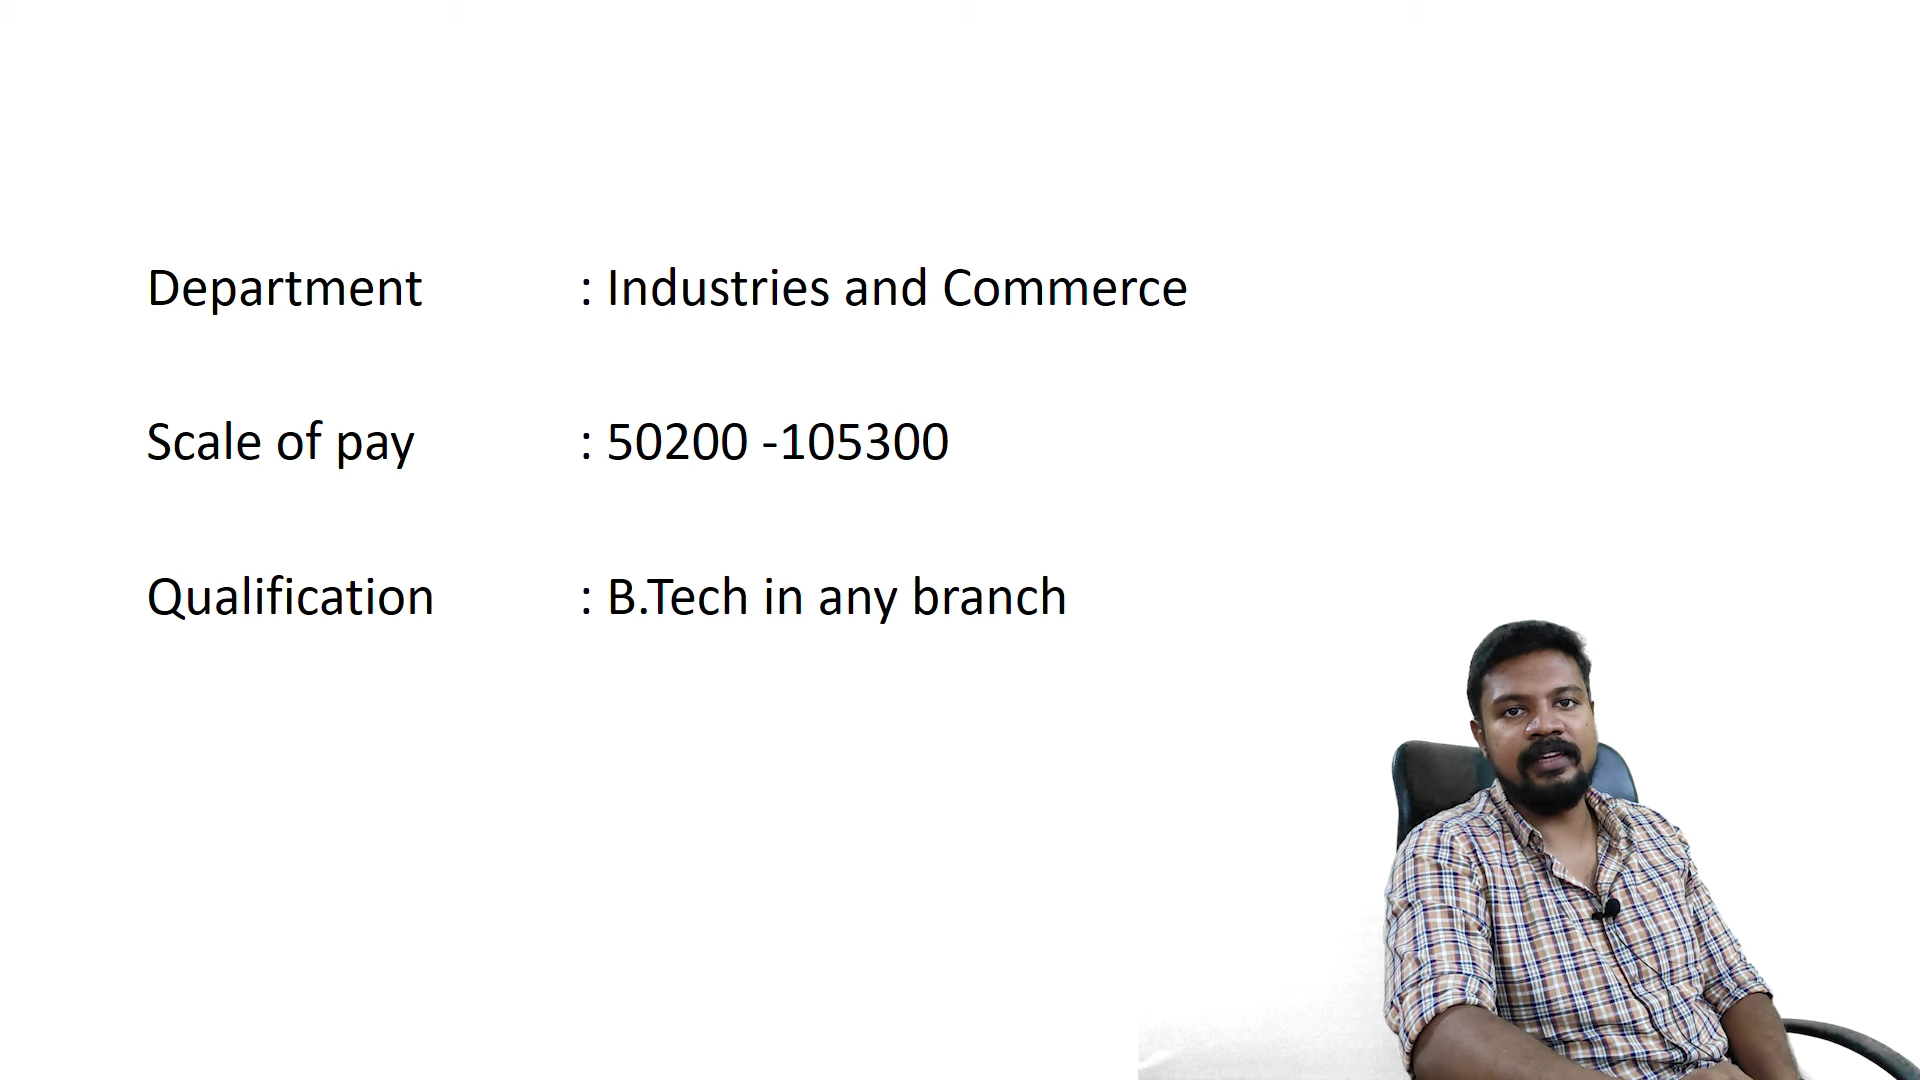 Department : Industries and Commerce
Scale of pay : 50200 -105300
Qualification : B.Tech in any branch